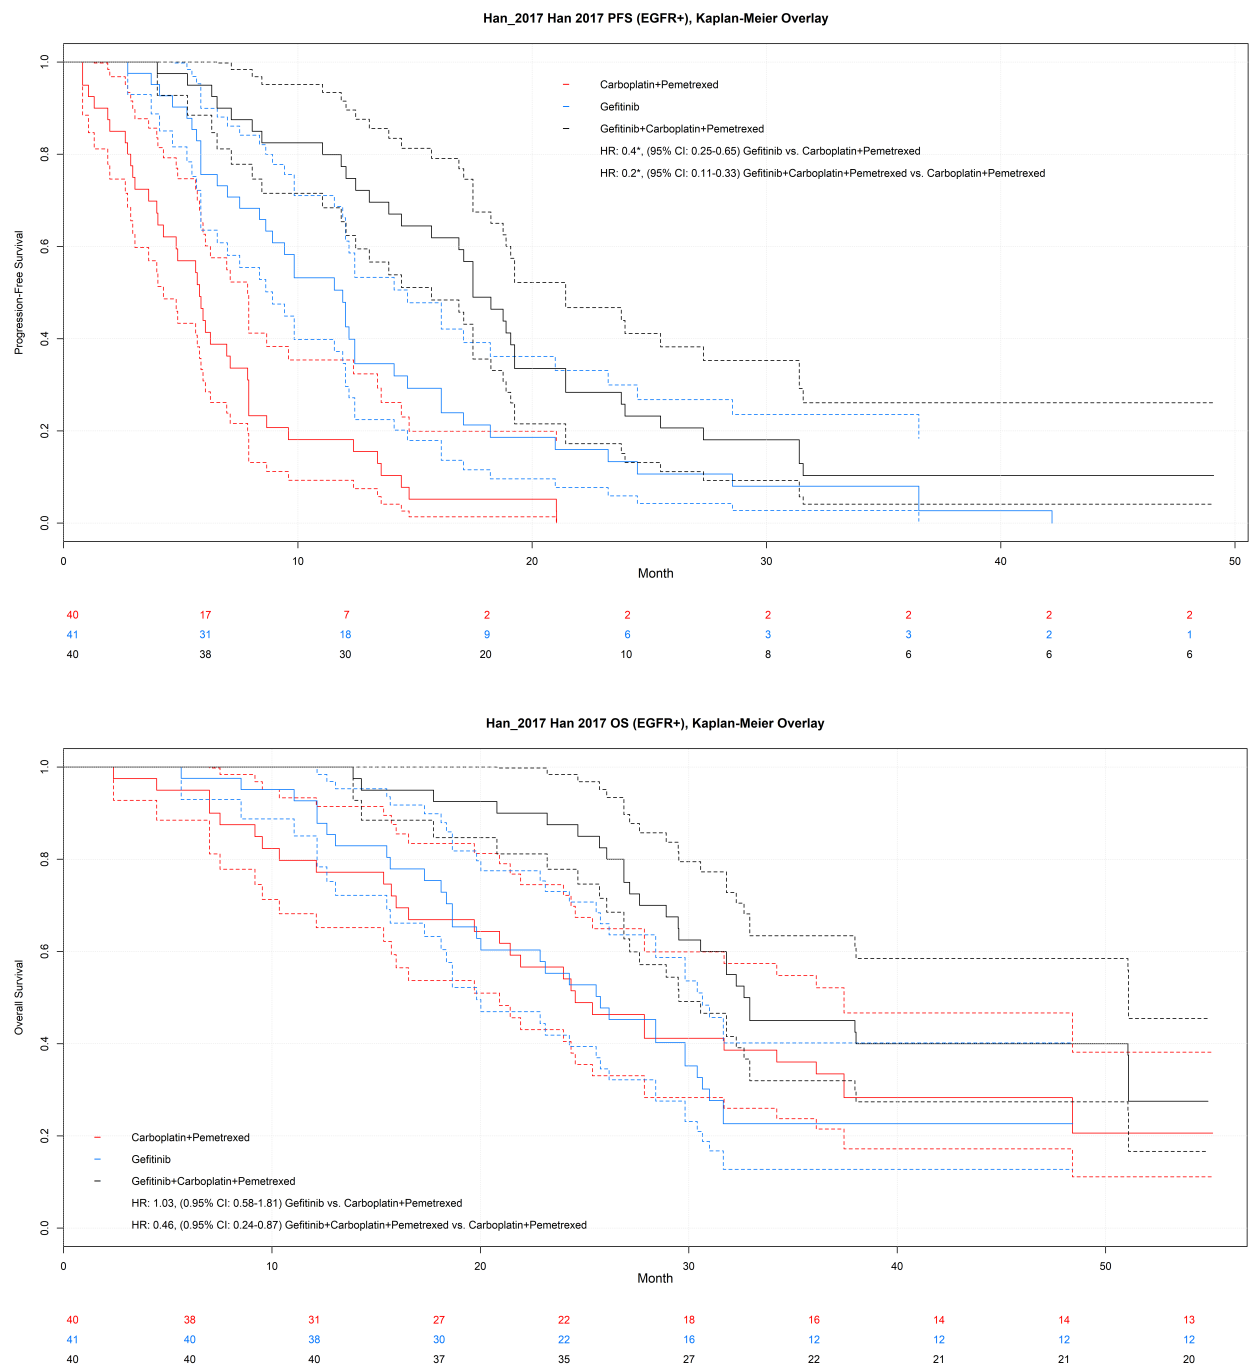 Han_2017 Han 2017 PFS (EGFR+), Kaplan-Meier Overlay
Progression-Free Survival
1.0
0.8
0.6
0.4
0.2
0.0
Carboplatin+Pemetrexed
Gefitinib
Gefitinib+Carboplatin+Pemetrexed
HR: 0.4*, (95% CI: 0.25-0.65) Gefitinib vs. Carboplatin+Pemetrexed
HR: 0.2*, (95% CI: 0.11-0.33) Gefitinib+Carboplatin+Pemetrexed vs. Carboplatin+Pemetrexed
0 10 20 30 40 50
Month
40 17 7 2 2 2 2 2 2
41 31 18 9 6 3 3 2 1
40 38 30 20 10 8 6 6 6
Han_2017 Han 2017 OS (EGFR+), Kaplan-Meier Overlay
Overall Survival
1.0
0.8
0.6
0.4
0.2
0.0
Carboplatin+Pemetrexed
Gefitinib
Gefitinib+Carboplatin+Pemetrexed
HR: 1.03, (0.95% CI: 0.58-1.81) Gefitinib vs. Carboplatin+Pemetrexed
HR: 0.46, (0.95% CI: 0.24-0.87) Gefitinib+Carboplatin+Pemetrexed vs. Carboplatin+Pemetrexed
0 10 20 30 40 50
Month
40 38 31 27 22 18 16 14 14 13
41 40 38 30 22 16 12 12 12 12
40 40 40 37 35 27 22 21 21 20